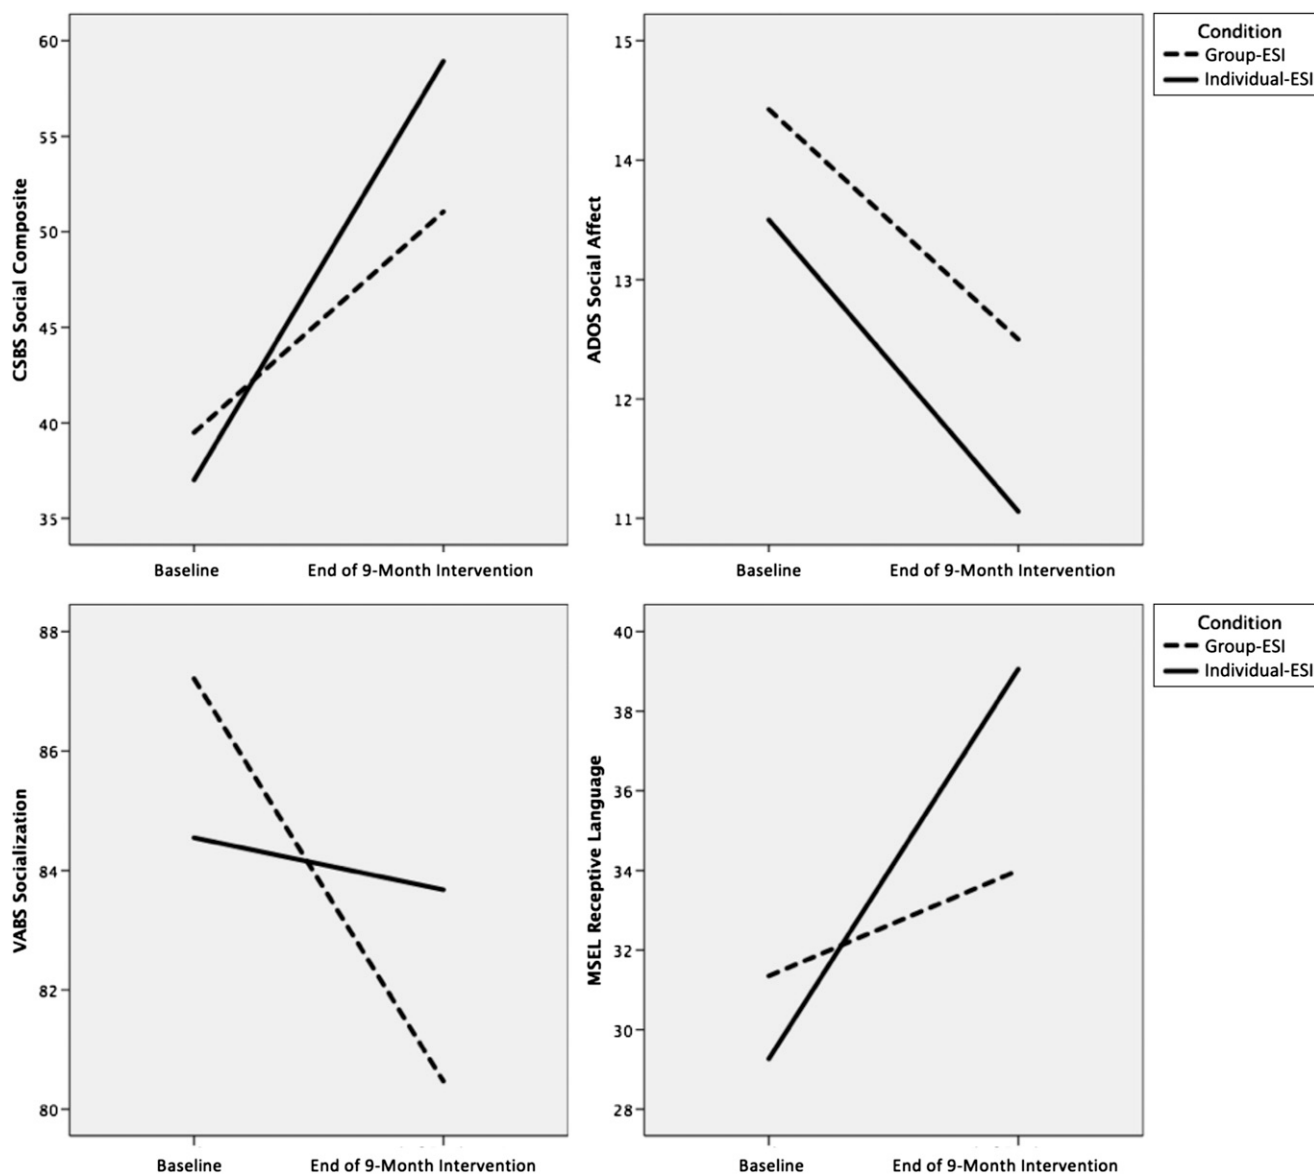 60
55
50
45
40
35
CSBS Social Composite
Baseline
End of 9-Month Intervention
15
14
13
12
11
ADOS Social Affect
Baseline
End of 9-Month Intervention
Condition
Group-ESI
Individual-ESI
88
86
84
82
80
VABS Socialization
Baseline
End of 9-Month Intervention
40
38
36
34
32
30
28
MSEL Receptive Language
Baseline
End of 9-Month Intervention
Condition
Group-ESI
Individual-ESI